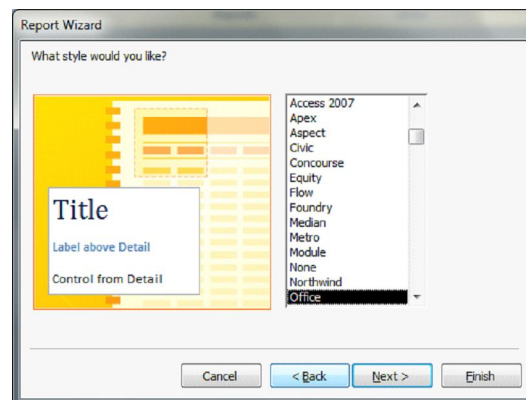 Report Wizard
What style would you like?
Title
Label above Detail
Control from Detail
Access 2007
Apex
Aspect
Civic
Concourse
Equity
Flow
Foundry
Median
Metro
Module
None
Northwind
Office
Cancel
< Back
Next >
Finish